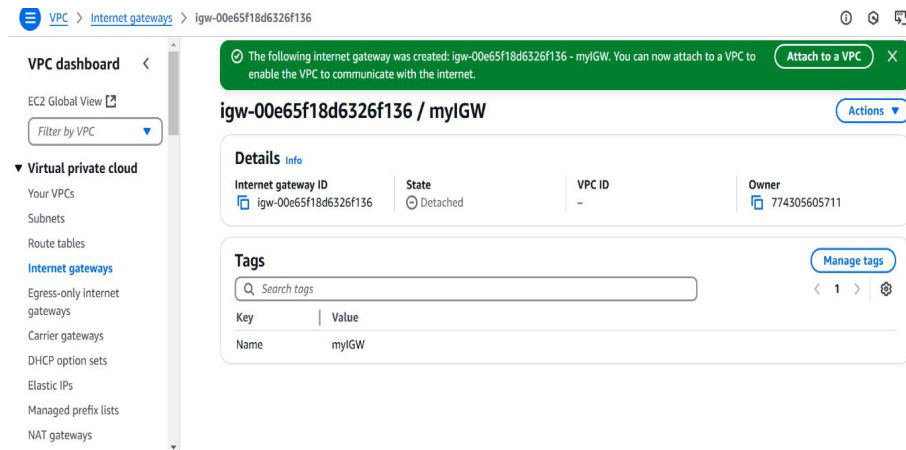 VPC > Internet gateways > igw-00e65f18d6326f136
VPC dashboard
EC2 Global View
Filter by VPC
Virtual private cloud
Your VPCs
Subnets
Route tables
Internet gateways
Egress-only internet
gateways
Carrier gateways
DHCP option sets
Elastic IPs
Managed prefix lists
NAT gateways
The following internet gateway was created: igw-00e65f18d6326f136 - myIGW. You can now attach to a VPC to
enable the VPC to communicate with the internet.
Attach to a VPC
igw-00e65f18d6326f136 / myIGW
Actions
Details Info
Internet gateway ID
igw-00e65f18d6326f136
State
Detached
VPC ID
–
Owner
774305605711
Tags
Manage tags
Search tags
1
Key Value
Name myIGW